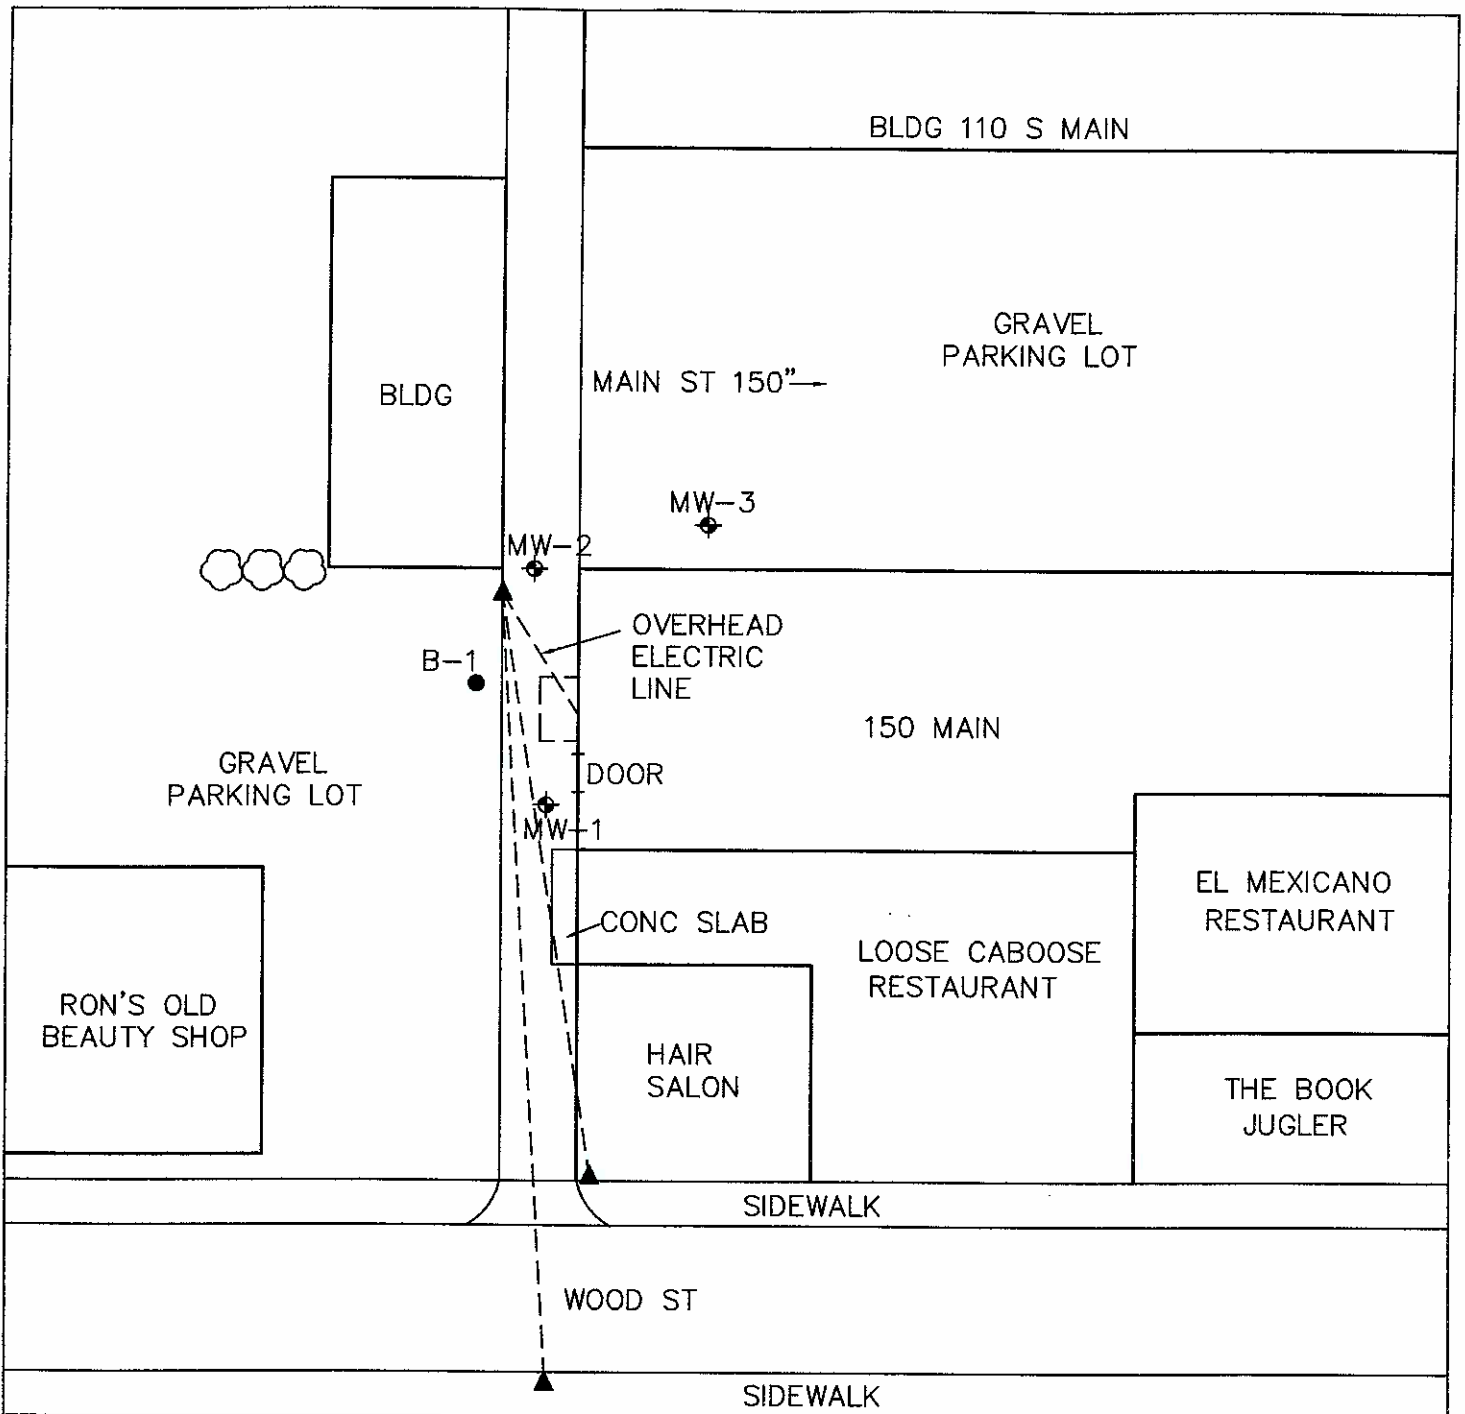 BLDG 110 S MAIN
GRAVEL
PARKING LOT
MAIN ST 150"
BLDG
MW-3
MW-2
OVERHEAD
ELECTRIC
LINE
B-1
150 MAIN
GRAVEL
PARKING LOT
DOOR
MW-1
EL MEXICANO
RESTAURANT
CONC SLAB
LOOSE CABOOSE
RESTAURANT
RON'S OLD
BEAUTY SHOP
HAIR
SALON
THE BOOK
JUGLER
SIDEWALK
WOOD ST
SIDEWALK